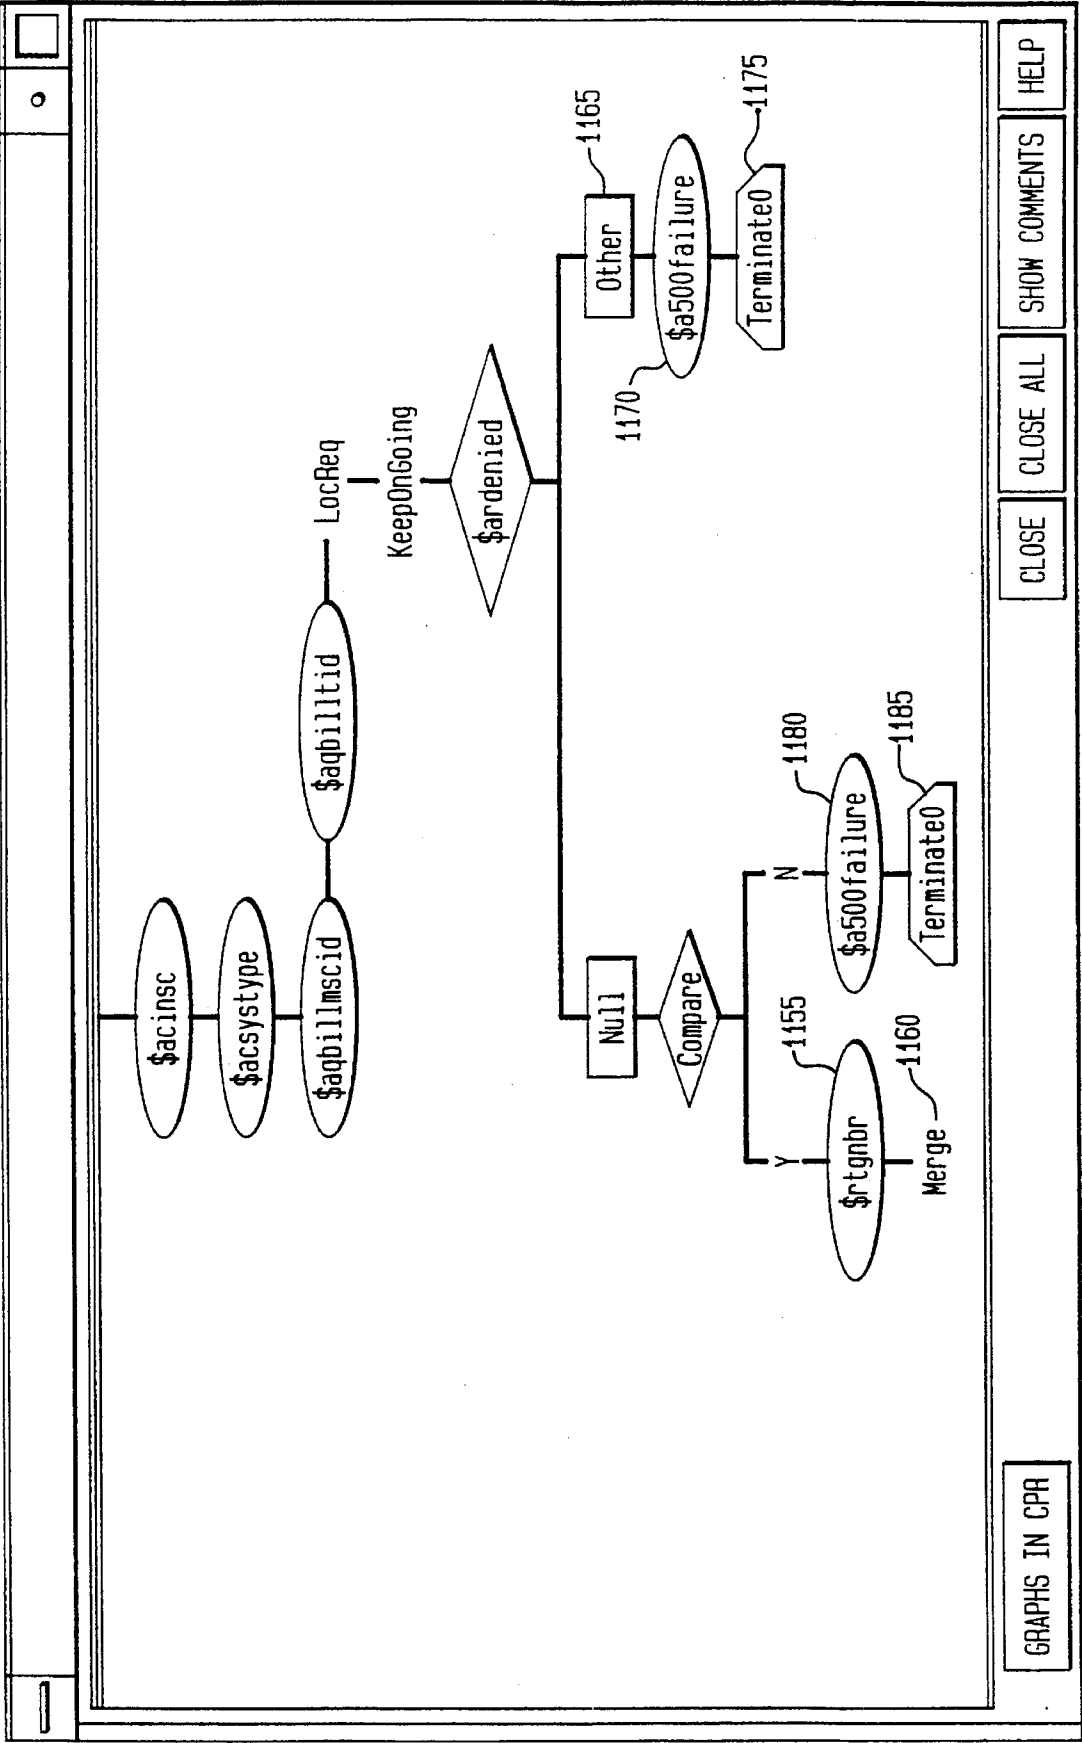 $acinsc
$acsystype
$aqbillmscid
$aqbilltid
LocReq
KeepOnGoing
$ardenied
Null
Other
1165
Compare
1170
$a500failure
Terminate0
1175
Y
N
$rtgnbr
1155
$a500failure
1180
Merge
1160
Terminate0
1185
GRAPHS IN CPR
CLOSE
CLOSE ALL
SHOW COMMENTS
HELP